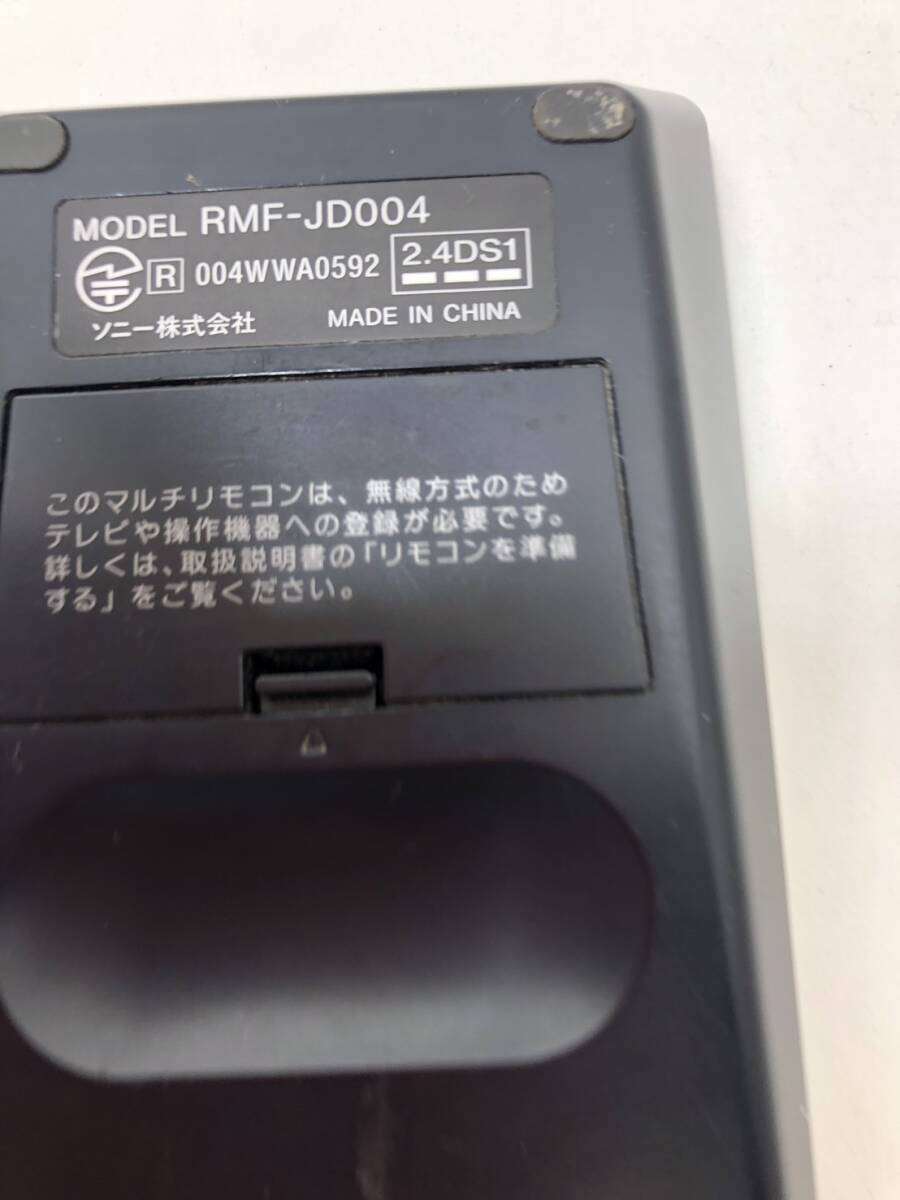 MODEL RMF-JD004
R 004WWA0592 2.4DS1
ソニー株式会社 MADE IN CHINA
このマルチリモコンは、無線方式のため
テレビや操作機器への登録が必要です。
詳しくは、取扱説明書の「リモコンを準備
する」をご覧ください。